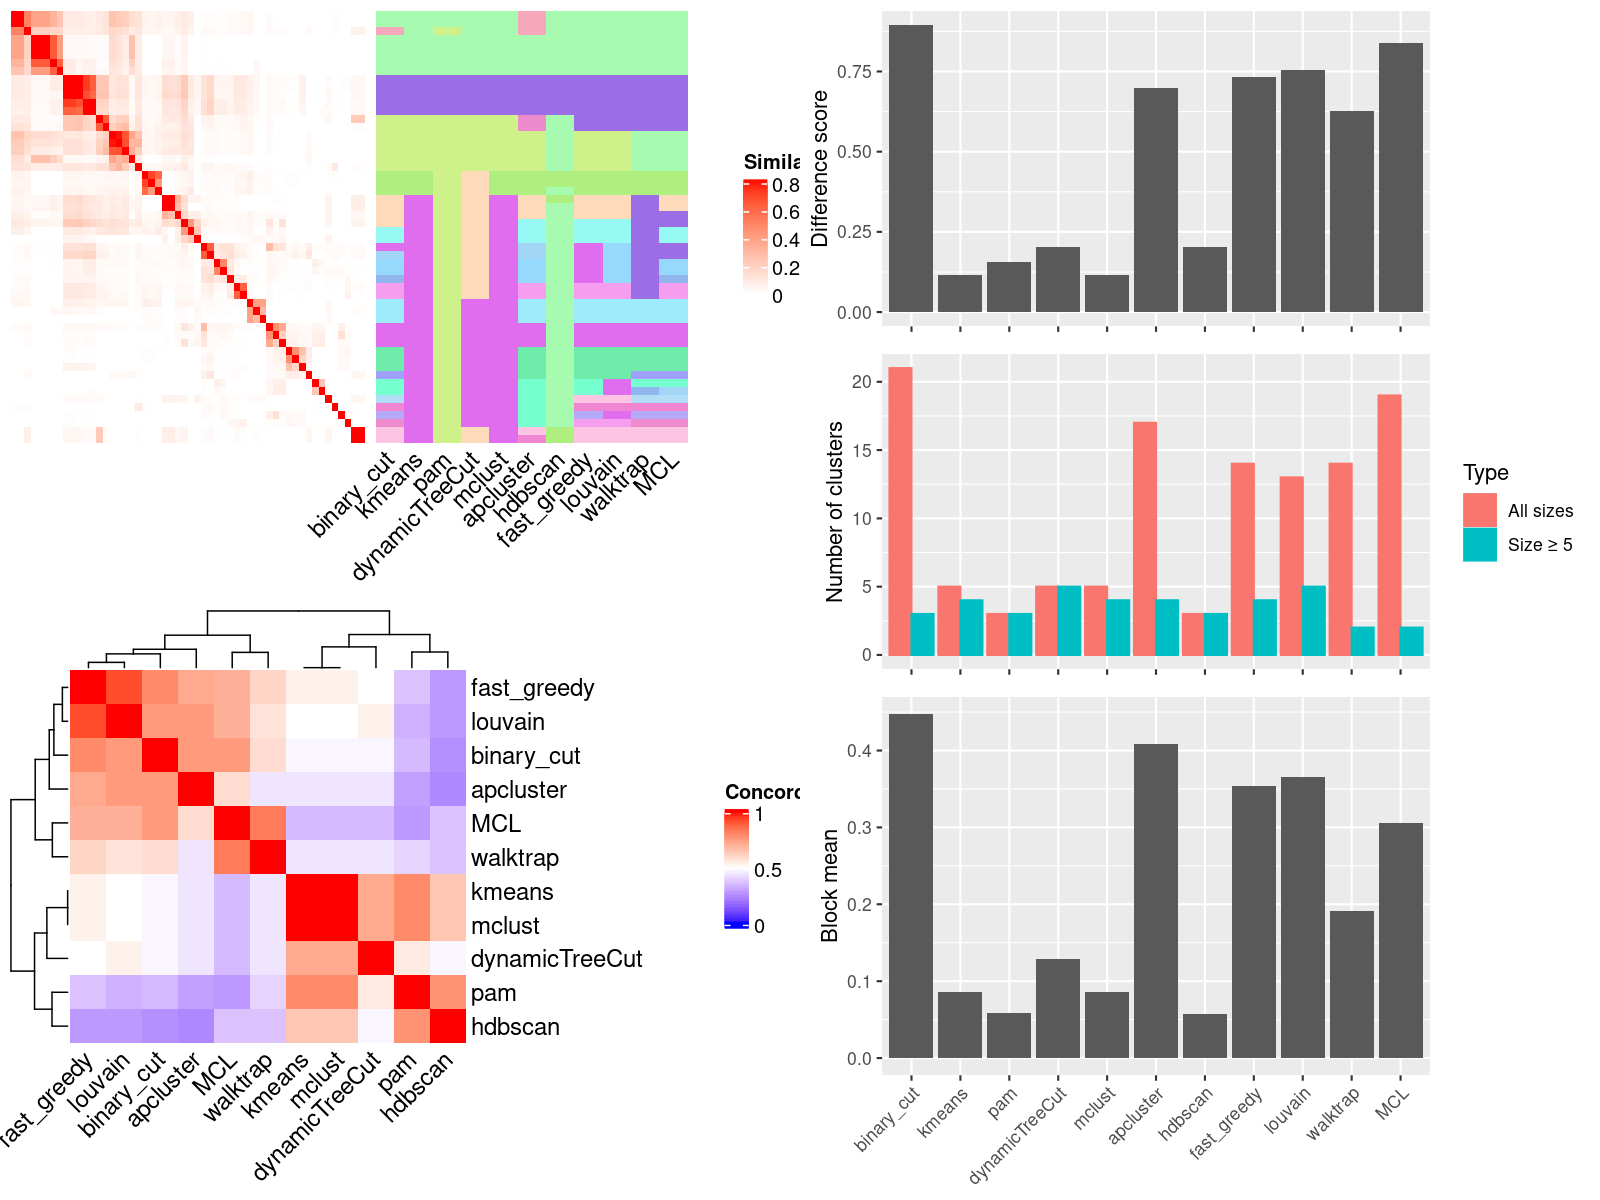 Simila
0.8
0.6
0.4
0.2
0
binary_cut
kmeans
pam
dynamicTreeCut
mclust
apcluster
hdbscan
fast_greedy
louvain
walktrap
MCL
Difference score
0.75
0.50
0.25
0.00
Number of clusters
20
15
10
5
0
Type
All sizes
Size ≥ 5
Block mean
0.4
0.3
0.2
0.1
0.0
binary_cut
kmeans
pam
dynamicTreeCut
mclust
apcluster
hdbscan
fast_greedy
louvain
walktrap
MCL
fast_greedy
louvain
binary_cut
apcluster
MCL
walktrap
kmeans
mclust
dynamicTreeCut
pam
hdbscan
Concord
1
0.5
0
fast_greedy
louvain
binary_cut
apcluster
MCL
walktrap
kmeans
mclust
dynamicTreeCut
pam
hdbscan